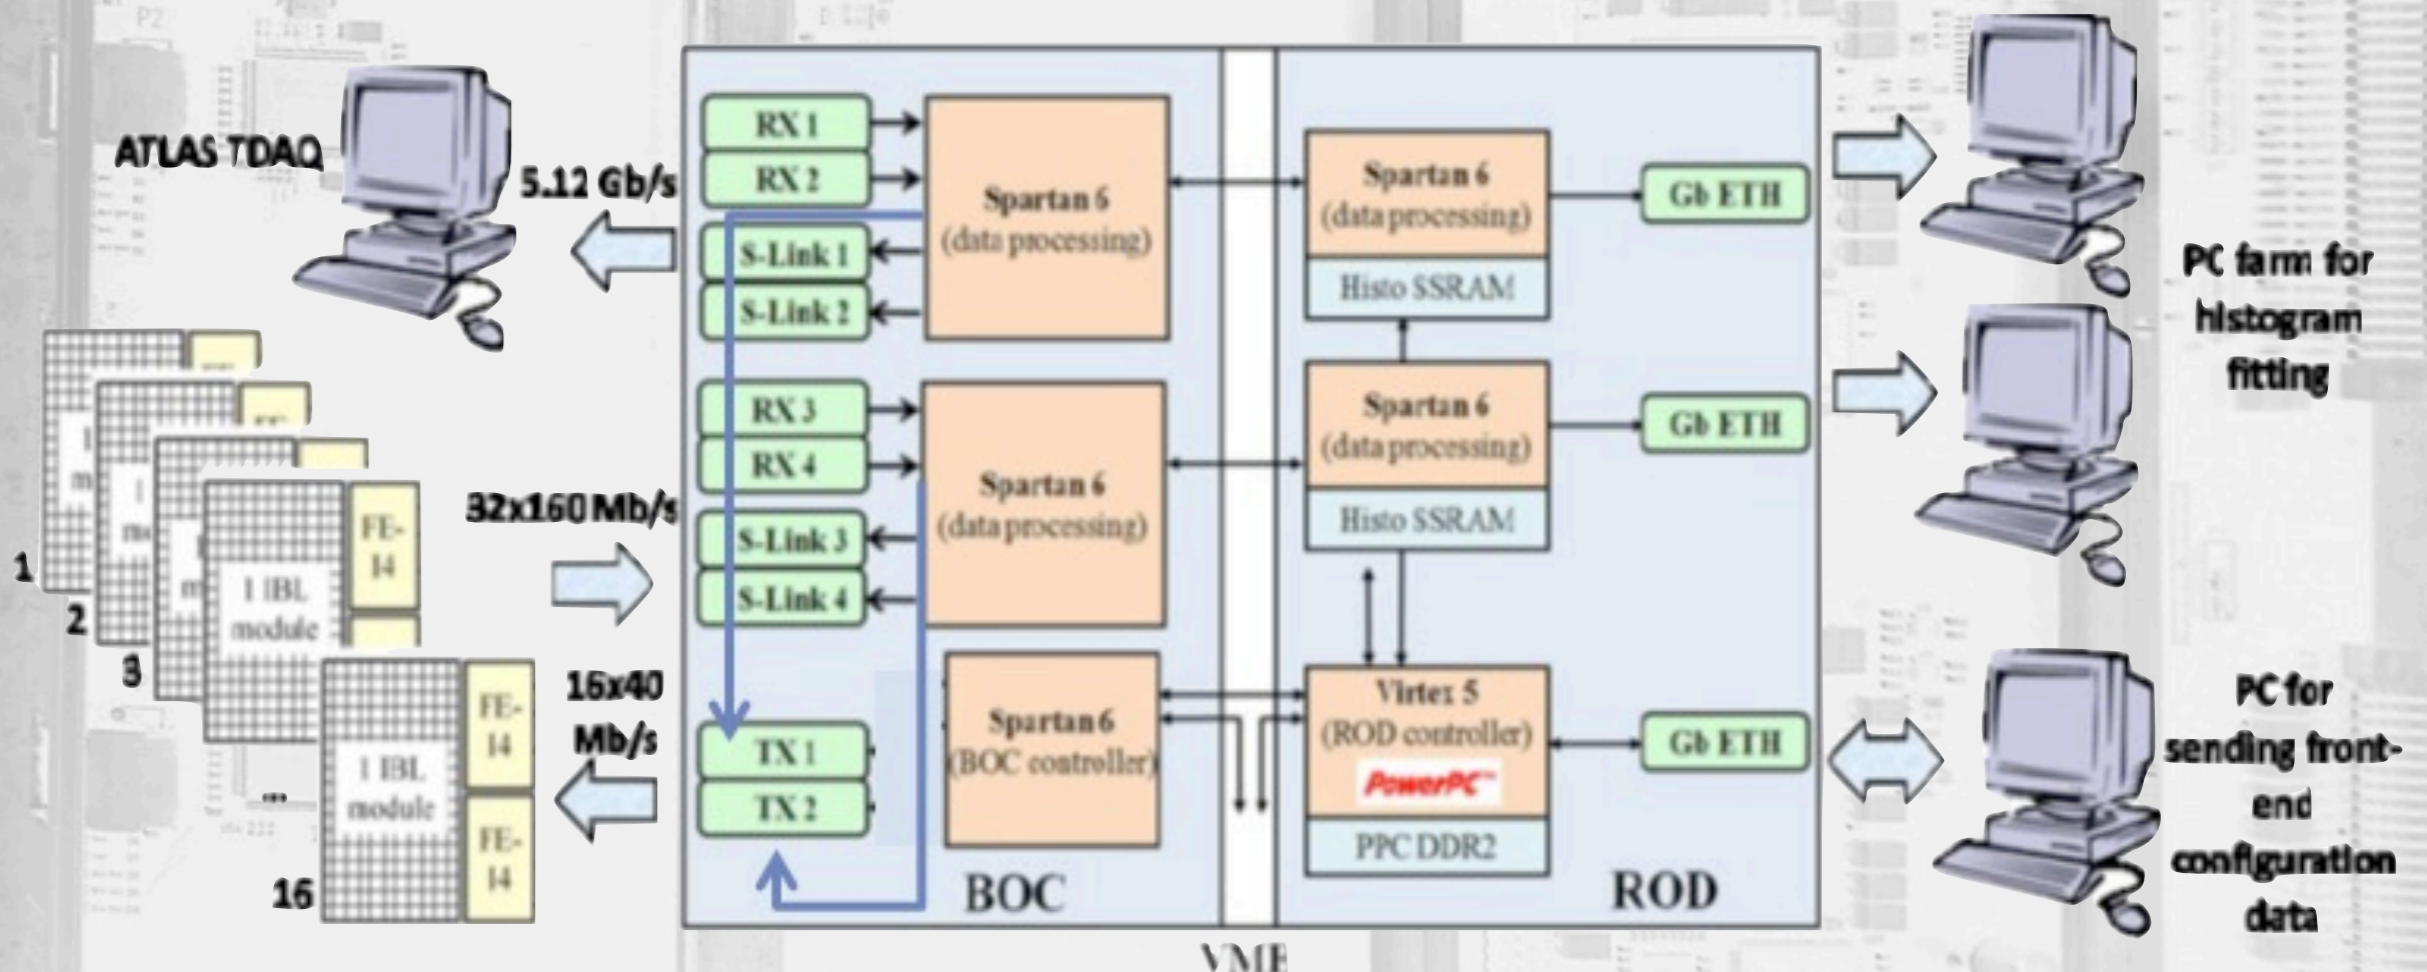 ATLAS TDAQ
5.12 Gb/s
1
2
3
1 IBL
module
FE-
I4
...
16
1 IBL
module
FE-
I4
FE-
I4
32x160 Mb/s
16x40
Mb/s
RX 1
RX 2
S-Link 1
S-Link 2
Spartan 6
(data processing)
RX 3
RX 4
S-Link 3
S-Link 4
Spartan 6
(data processing)
TX 1
TX 2
Spartan 6
(BOC controller)
BOC
Spartan 6
(data processing)
Histo SSRAM
Gb ETH
Spartan 6
(data processing)
Histo SSRAM
Gb ETH
Virtex 5
(ROD controller)
PowerPC™
PPC DDR2
Gb ETH
ROD
VME
PC farm for
histogram
fitting
PC for
sending front-
end
configuration
data